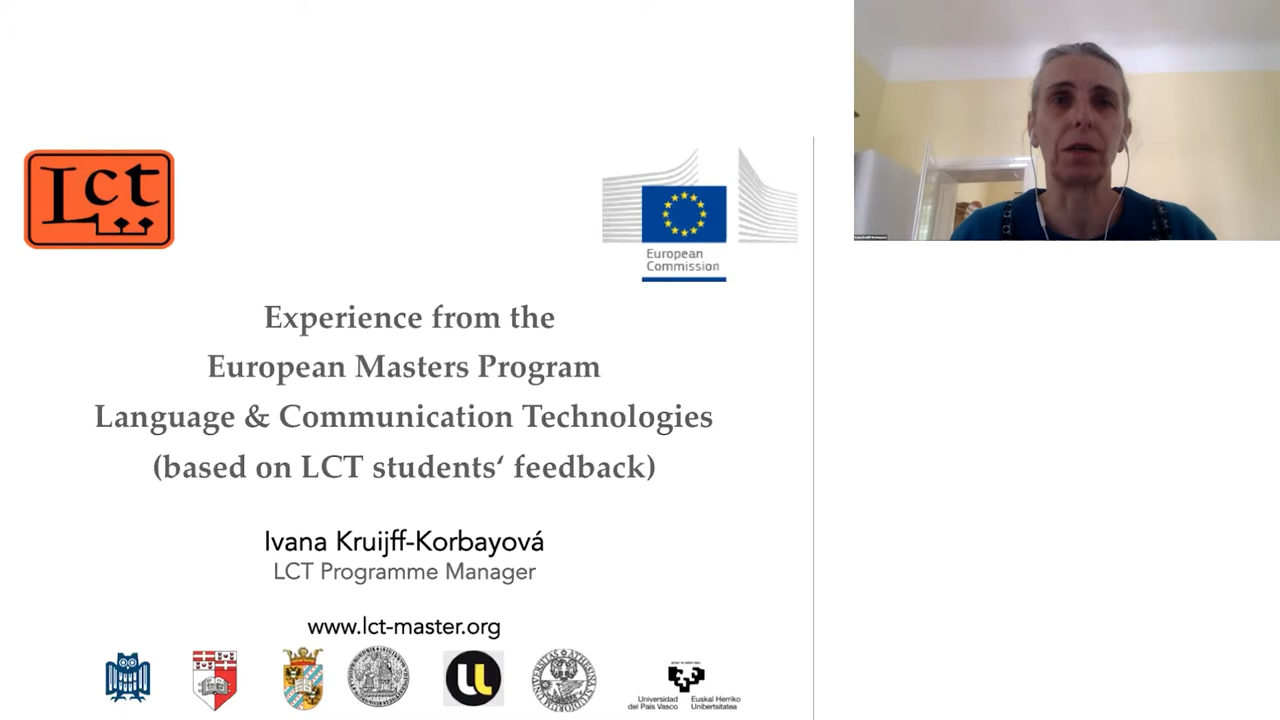 Lct
European
Commission
Experience from the
European Masters Program
Language & Communication Technologies
(based on LCT students‘ feedback)
Ivana Kruijff-Korbayová
LCT Programme Manager
www.lct-master.org
Universidad
del País Vasco
Euskal Herriko
Unibertsitatea